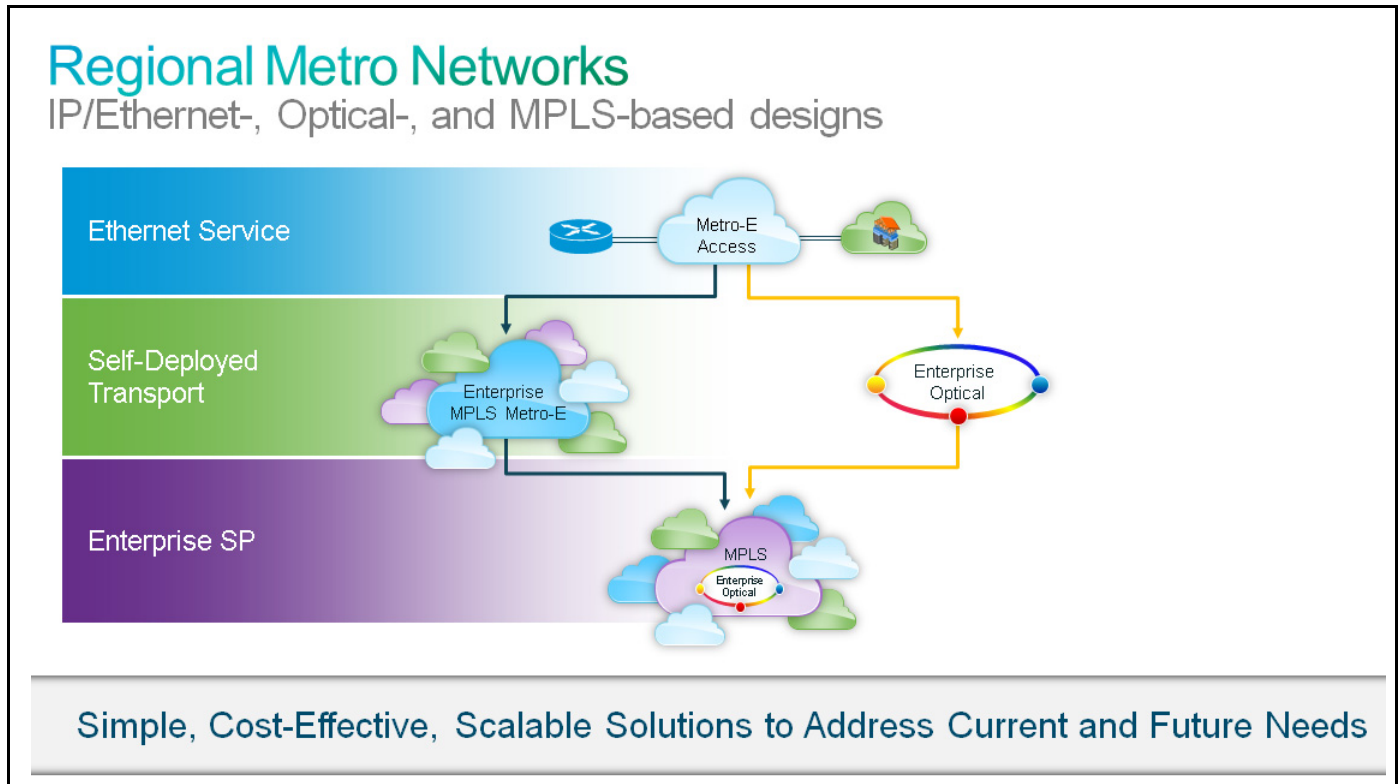 Regional Metro Networks
IP/Ethernet-, Optical-, and MPLS-based designs
Ethernet Service
Metro-E
Access
Self-Deployed
Transport
Enterprise
MPLS Metro-E
Enterprise
Optical
Enterprise SP
MPLS
Enterprise
Optical
Simple, Cost-Effective, Scalable Solutions to Address Current and Future Needs